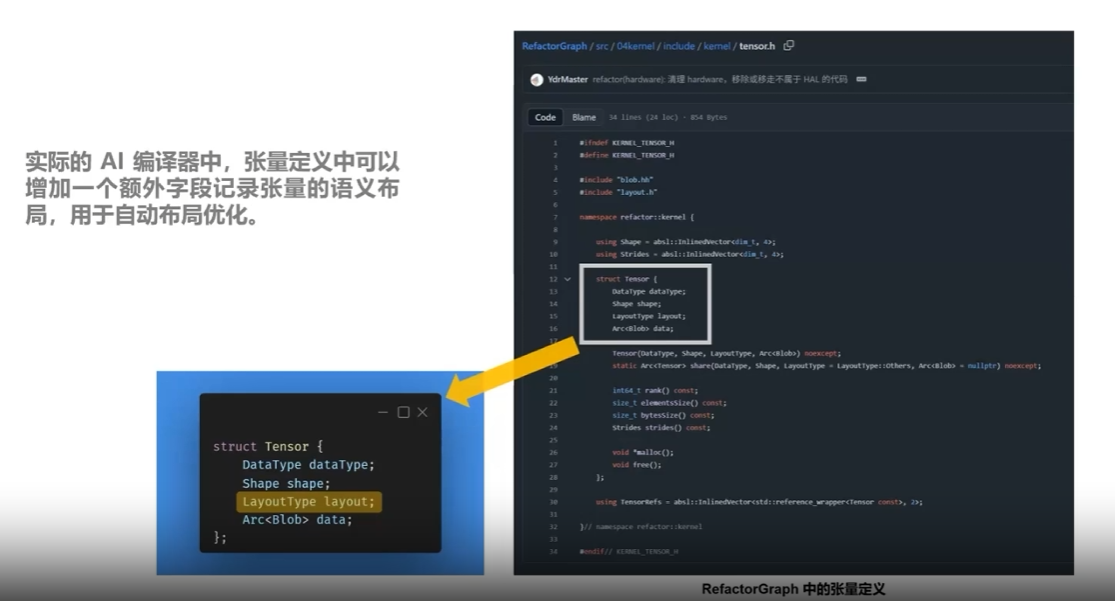 实际的 AI 编译器中，张量定义中可以
增加一个额外字段记录张量的语义布
局，用于自动布局优化。
RefactorGraph / src / 04kernel / include / kernel / tensor.h
YdrMaster refactor(hardware): 清理 hardware，移除或移走不属于 HAL 的代码
Code Blame 34 lines (24 loc) · 854 Bytes
1 #ifndef KERNEL_TENSOR_H
2 #define KERNEL_TENSOR_H
3
4 #include "blob.hh"
5 #include "layout.h"
6
7 namespace refactor::kernel {
8
9 using Shape = absl::InlinedVector<dim_t, 4>;
10 using Strides = absl::InlinedVector<dim_t, 4>;
11
12 struct Tensor {
13 DataType dataType;
14 Shape shape;
15 LayoutType layout;
16 Arc<Blob> data;
17
Tensor(DataType, Shape, LayoutType, Arc<Blob>) noexcept;
19 static Arc<Tensor> share(DataType, Shape, LayoutType = LayoutType::Others, Arc<Blob> = nullptr) noexcept;
20
21 int64_t rank() const;
22 size_t elementsSize() const;
23 size_t bytesSize() const;
24 Strides strides() const;
25
26 void *malloc();
27 void free();
28 };
29
30 using TensorRefs = absl::InlinedVector<std::reference_wrapper<Tensor const>, 2>;
31
32 }// namespace refactor::kernel
33
34 #endif// KERNEL_TENSOR_H
struct Tensor {
DataType dataType;
Shape shape;
LayoutType layout;
Arc<Blob> data;
};
RefactorGraph 中的张量定义